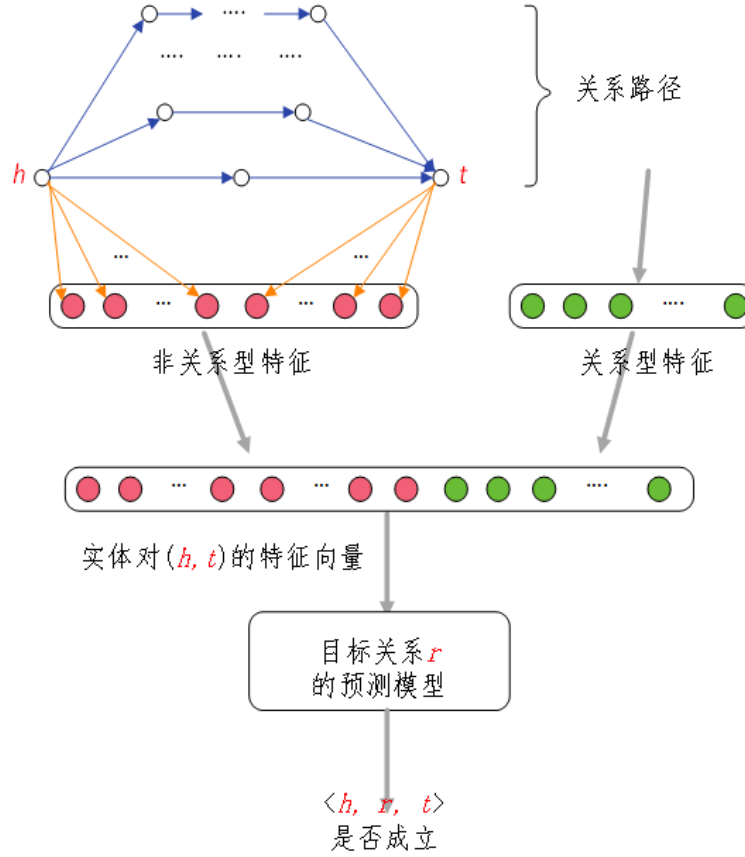 ....
.... .... ....
关系路径
h
t
...
...
... ... ....
非关系型特征
关系型特征
... ... ....
实体对(h, t)的特征向量
目标关系r
的预测模型
<h, r, t>
是否成立